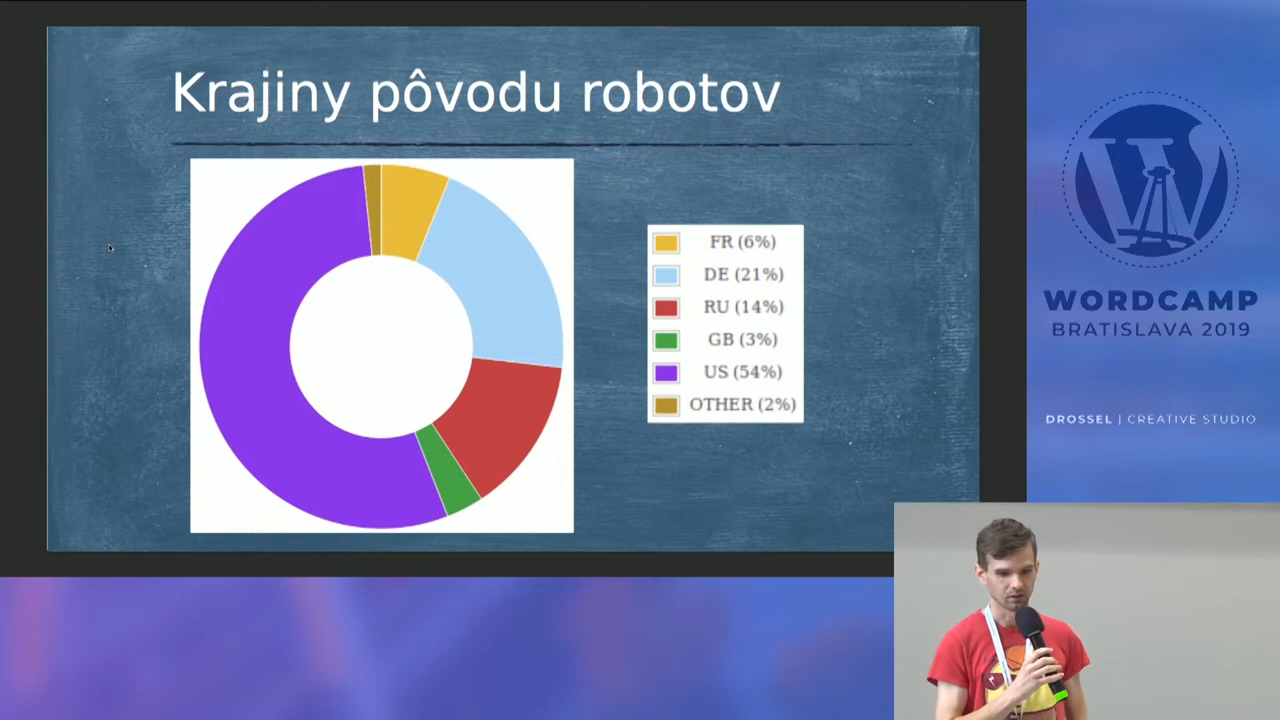 Krajiny pôvodu robotov
FR (6%)
DE (21%)
RU (14%)
GB (3%)
US (54%)
OTHER (2%)
WORDCAMP
BRATISLAVA 2019
DROSSEL | CREATIVE STUDIO